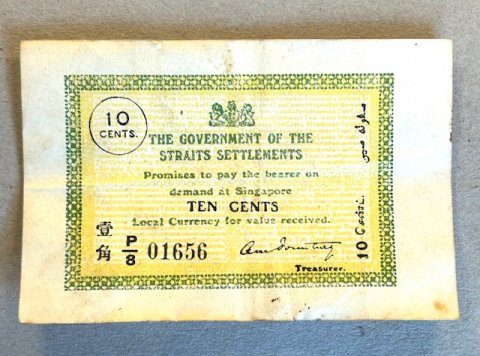 10
CENTS.
THE GOVERNMENT OF THE
STRAITS SETTLEMENTS
Promises to pay the bearer on
demand at Singapore
TEN CENTS
Local Currency for value received.
壹角
P/8 01656
Treasurer.
10